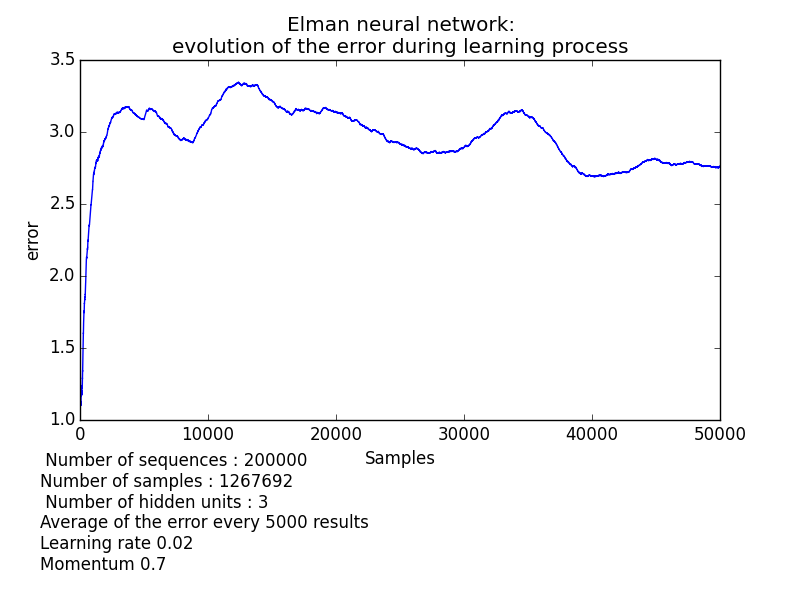 Elman neural network:
evolution of the error during learning process
3.5
3.0
2.5
2.0
1.5
1.0
error
0 10000 20000 30000 40000 50000
Samples
Number of sequences : 200000
Number of samples : 1267692
Number of hidden units : 3
Average of the error every 5000 results
Learning rate 0.02
Momentum 0.7